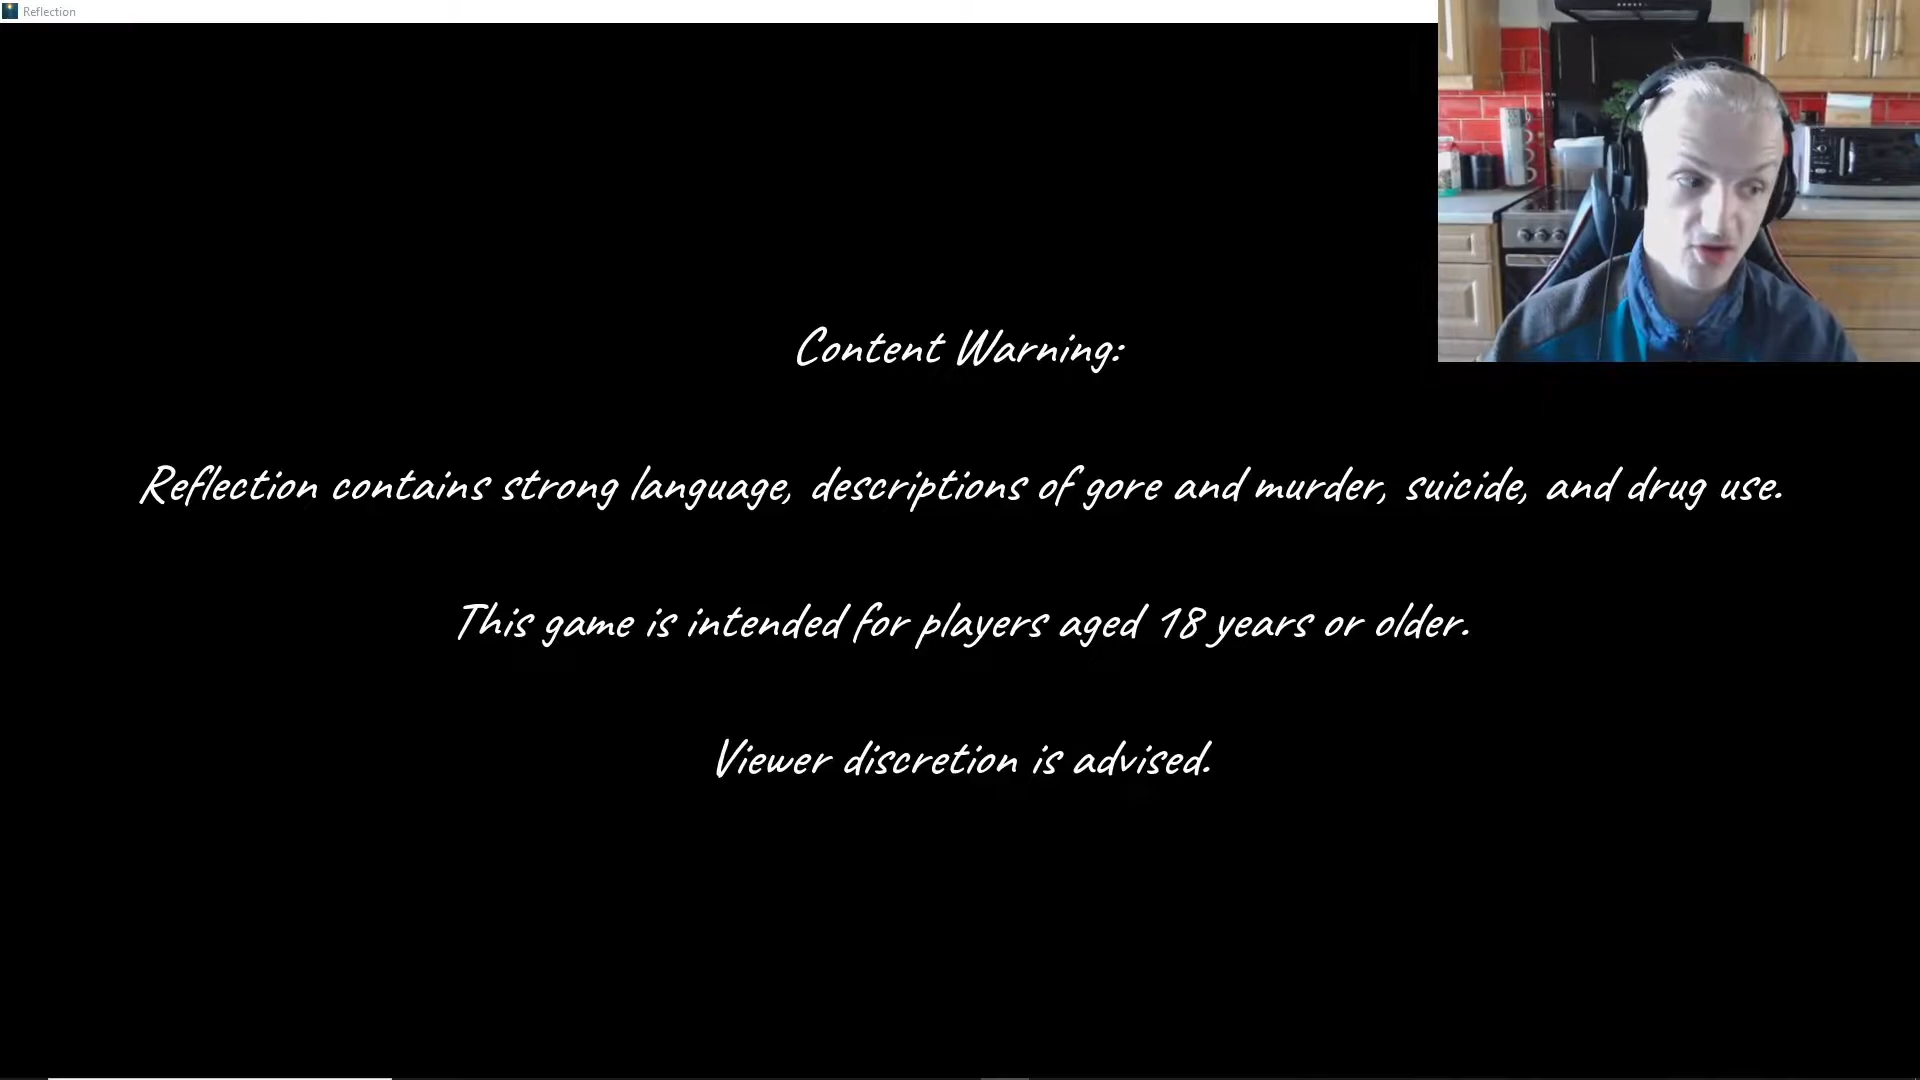 Reflection
Content Warning:
Reflection contains strong language, descriptions of gore and murder, suicide, and drug use.
This game is intended for players aged 18 years or older.
Viewer discretion is advised.